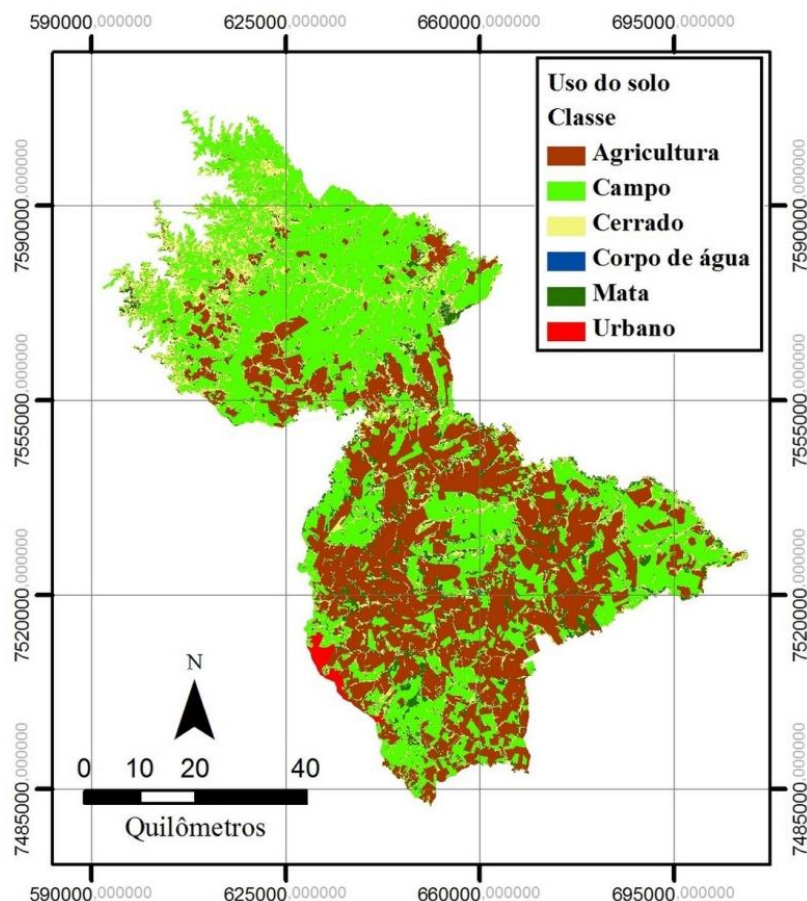 590000,000000 625000,000000 660000,000000 695000,000000
Uso do solo
Classe
Agricultura
Campo
Cerrado
Corpo de água
Mata
Urbano
7590000,000000
7590000,000000
7555000,000000
7555000,000000
7520000,000000
7520000,000000
7485000,000000
7485000,000000
N
0 10 20 40
Quilômetros
590000,000000 625000,000000 660000,000000 695000,000000